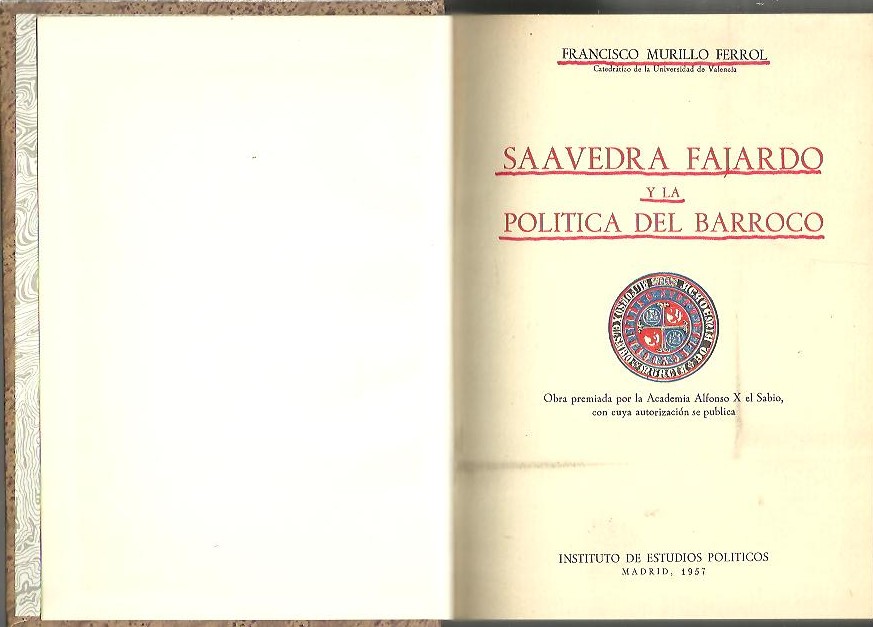 FRANCISCO MURILLO FERROL
Catedrático de la Universidad de Valencia
SAAVEDRA FAJARDO
Y LA
POLITICA DEL BARROCO
Obra premiada por la Academia Alfonso X el Sabio,
con cuya autorización se publica
INSTITUTO DE ESTUDIOS POLITICOS
MADRID, 1957